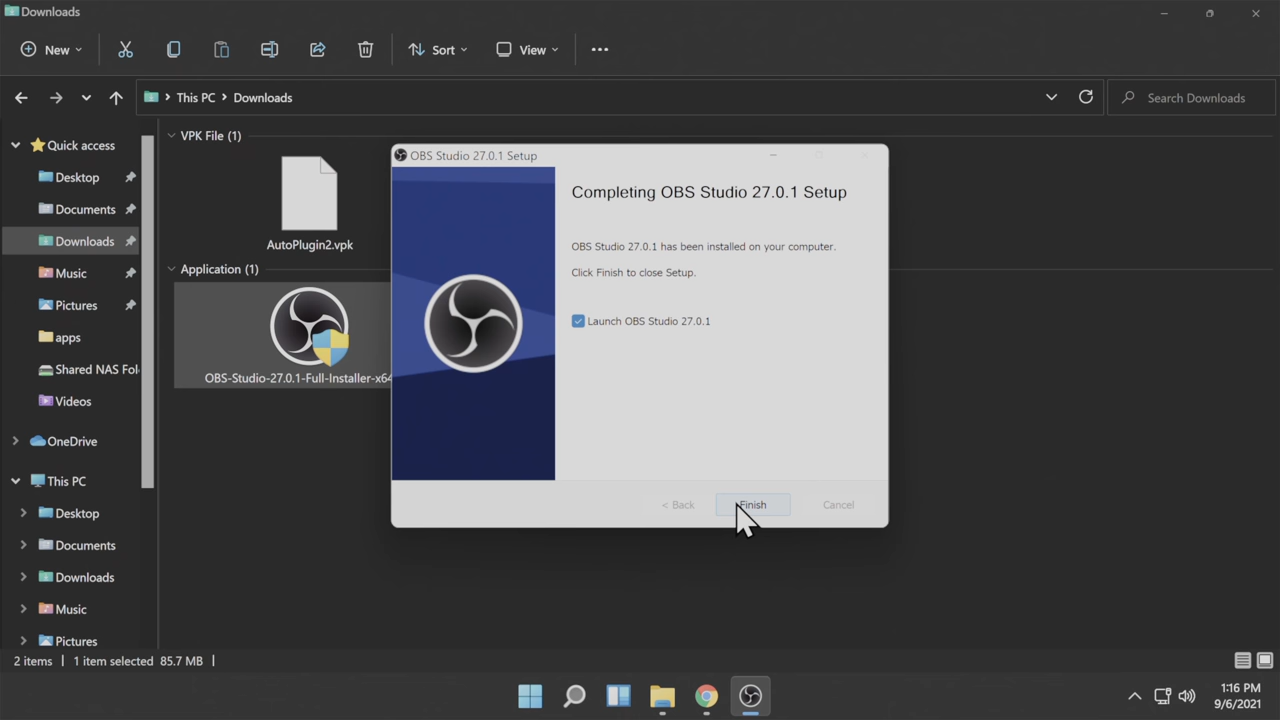 Downloads
New
Sort
View
This PC
Downloads
Search Downloads
Quick access
Desktop
Documents
Downloads
Music
Pictures
apps
Shared NAS Fol
Videos
OneDrive
This PC
Desktop
Documents
Downloads
Music
Pictures
VPK File (1)
AutoPlugin2.vpk
Application (1)
OBS-Studio-27.0.1-Full-Installer-x64
OBS Studio 27.0.1 Setup
Completing OBS Studio 27.0.1 Setup
OBS Studio 27.0.1 has been installed on your computer.
Click Finish to close Setup.
Launch OBS Studio 27.0.1
< Back
Finish
Cancel
2 items
1 item selected 85.7 MB
1:16 PM
9/6/2021